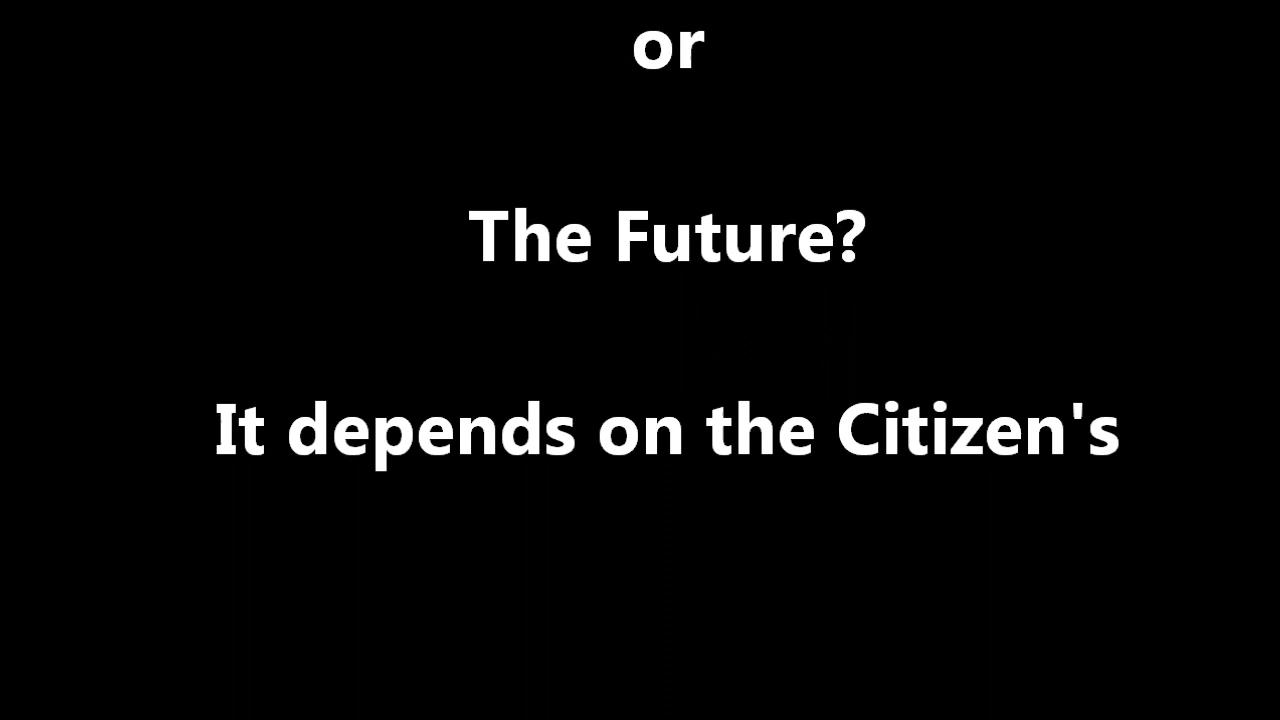 or
The Future?
It depends on the Citizen's